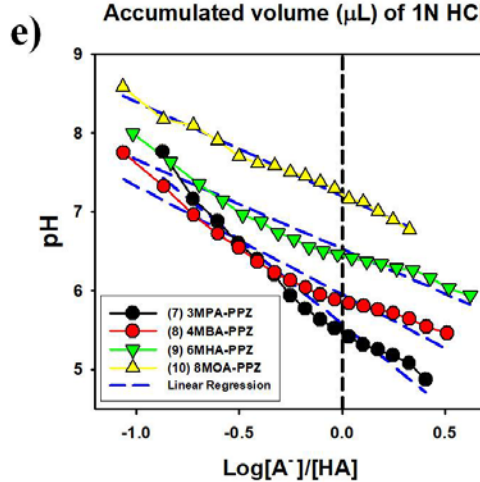 Accumulated volume (μL) of 1N HC
e)
9
8
7
6
5
pH
(7) 3MPA-PPZ
(8) 4MBA-PPZ
(9) 6MHA-PPZ
(10) 8MOA-PPZ
Linear Regression
-1.0 -0.5 0.0 0.5
Log[A⁻]/[HA]